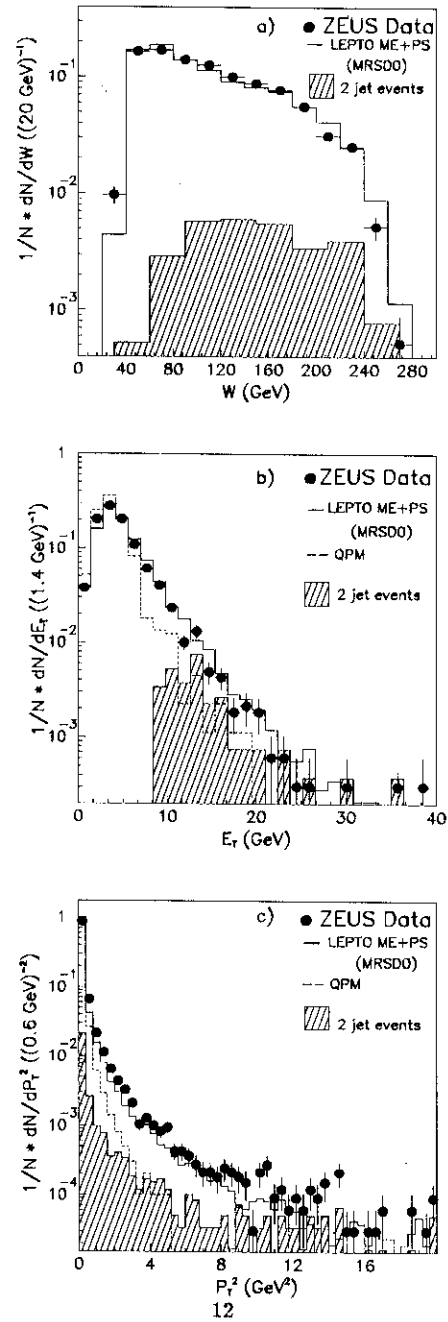 a)
ZEUS Data
LEPTO ME+PS
(MRSD0)
2 jet events
1/N * dN/dW ((20 GeV)⁻¹)
10⁻¹
10⁻²
10⁻³
0 40 80 120 160 200 240 280
W (GeV)
b)
ZEUS Data
LEPTO ME+PS
(MRSD0)
QPM
2 jet events
1/N * dN/dE_T ((1.4 GeV)⁻¹)
1
10⁻¹
10⁻²
10⁻³
0 10 20 30 40
E_T (GeV)
c)
ZEUS Data
LEPTO ME+PS
(MRSD0)
QPM
2 jet events
1/N * dN/dP_T² ((0.6 GeV)⁻²)
1
10⁻¹
10⁻²
10⁻³
10⁻⁴
0 4 8 12 16
P_T² (GeV²)
12